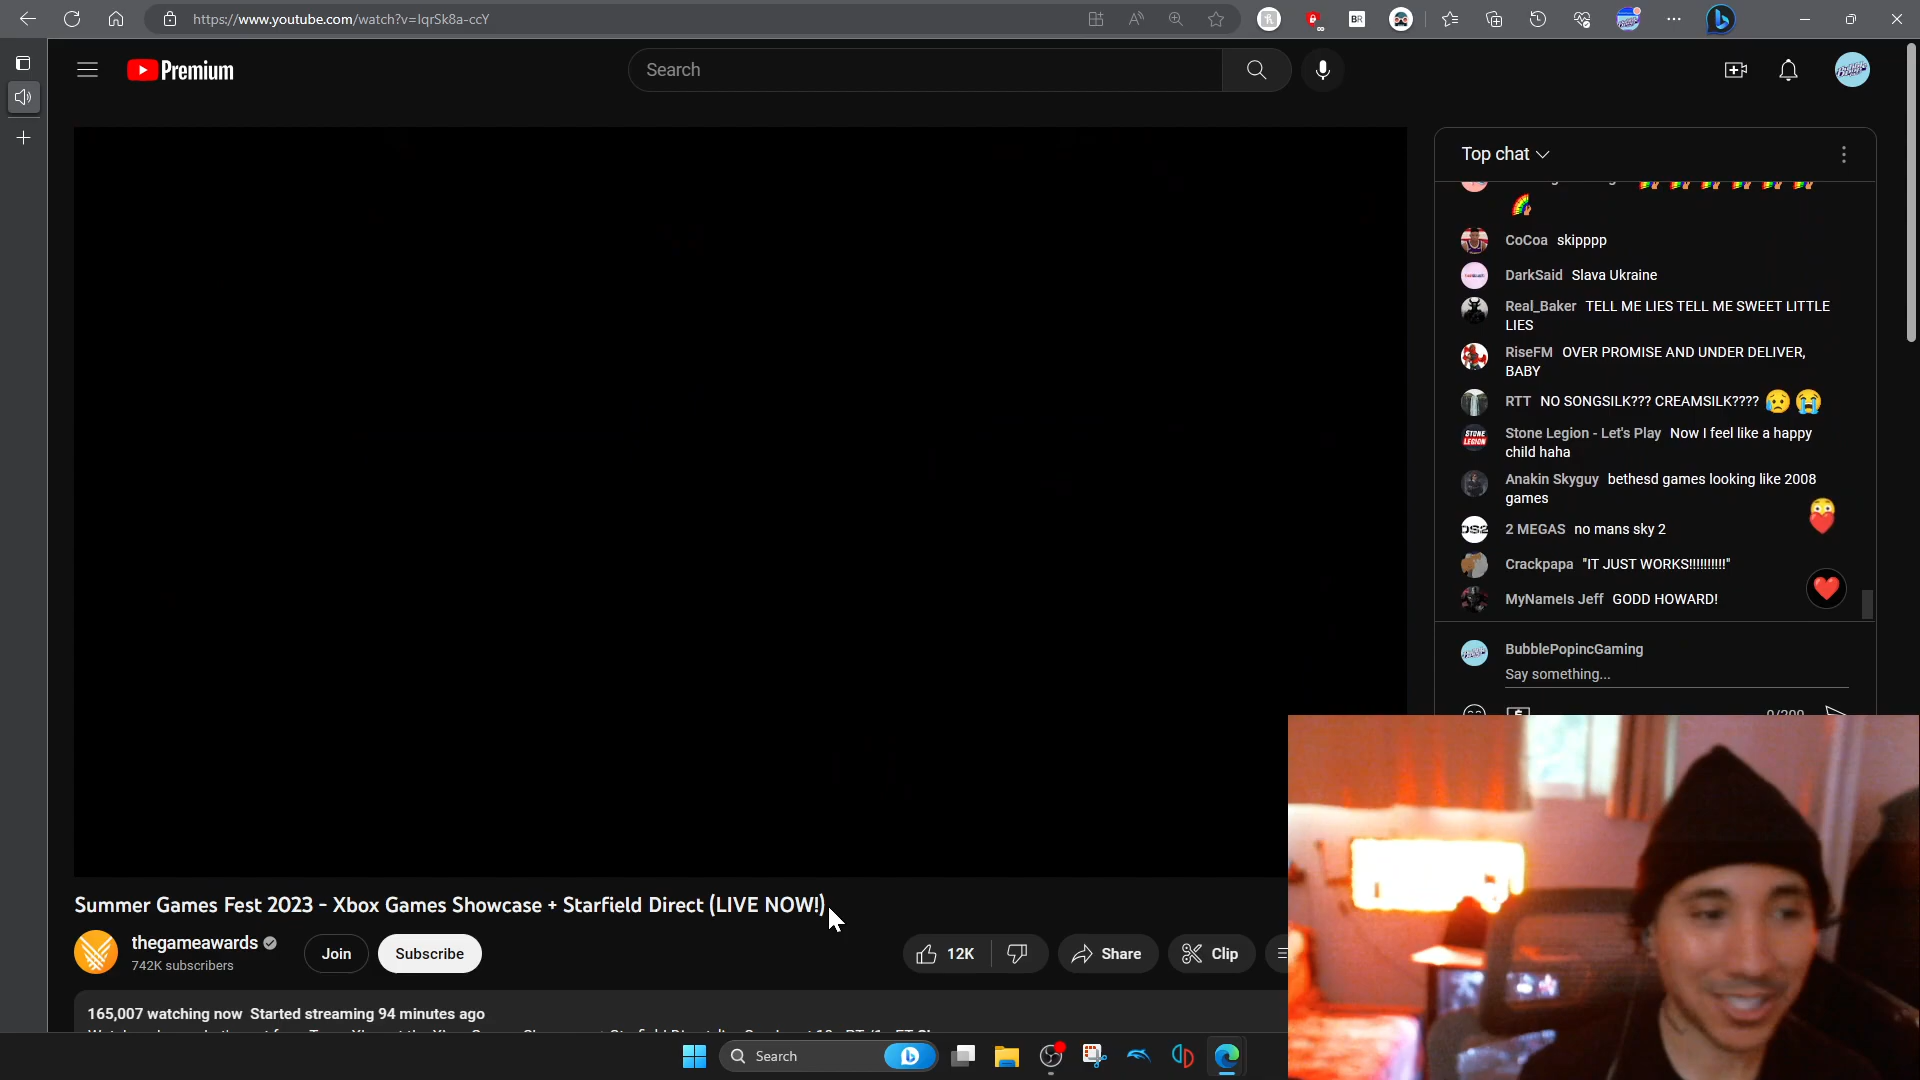 https://www.youtube.com/watch?v=IqrSk8a-ccY
BR
Premium
Search
Top chat
CoCoa skipppp
DarkSaid Slava Ukraine
Real_Baker TELL ME LIES TELL ME SWEET LITTLE
LIES
RiseFM OVER PROMISE AND UNDER DELIVER,
BABY
RTT NO SONGSILK??? CREAMSILK????
STONE LEGION
Stone Legion - Let's Play Now I feel like a happy
child haha
Anakin Skyguy bethesd games looking like 2008
games
2 MEGAS no mans sky 2
Crackpapa "IT JUST WORKS!!!!!!!!!!"
MyNameIs Jeff GODD HOWARD!
BubblePopincGaming
Say something...
0/200
Summer Games Fest 2023 - Xbox Games Showcase + Starfield Direct (LIVE NOW!)
thegameawards
742K subscribers
Join
Subscribe
12K
Share
Clip
165,007 watching now Started streaming 94 minutes ago
Search